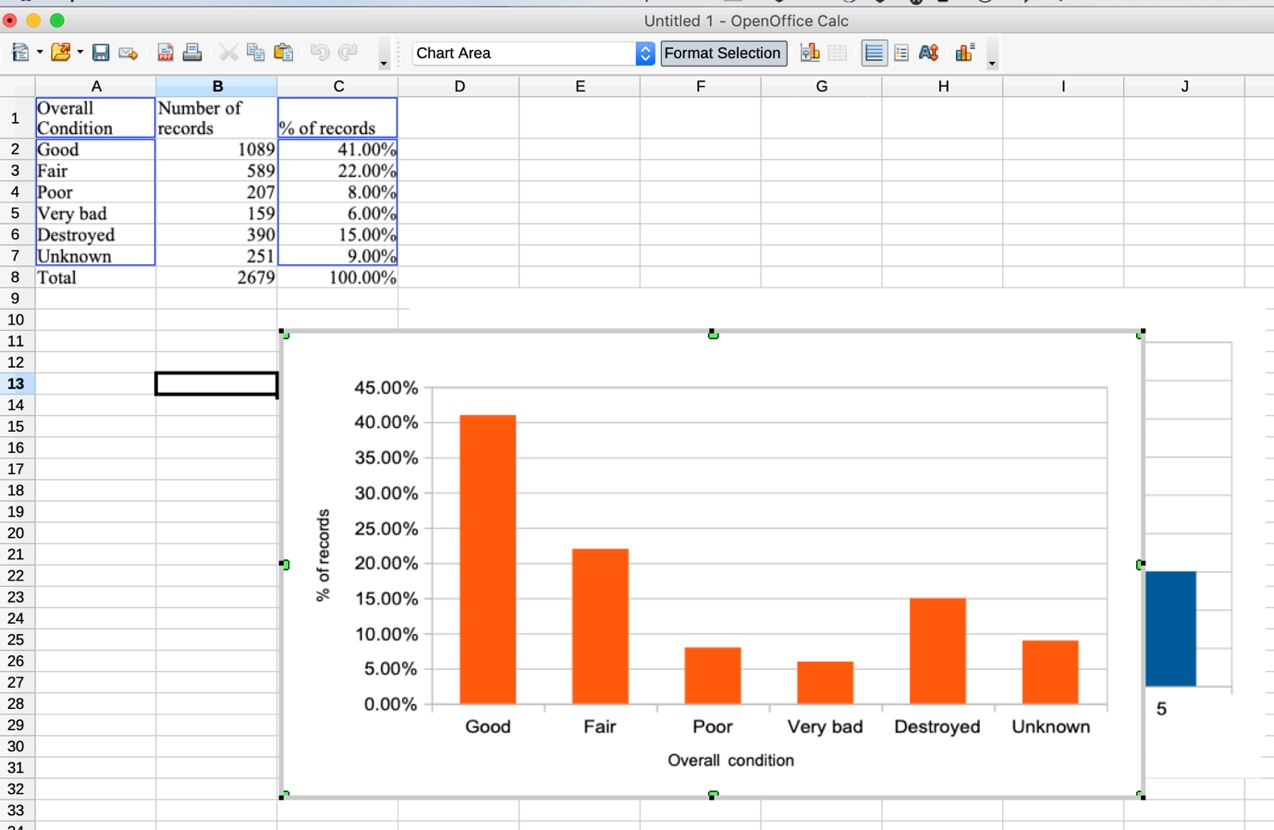 Untitled 1 - OpenOffice Calc
Chart Area
Format Selection
A B C D E F G H I J
1 Overall Condition Number of records % of records
2 Good 1089 41.00%
3 Fair 589 22.00%
4 Poor 207 8.00%
5 Very bad 159 6.00%
6 Destroyed 390 15.00%
7 Unknown 251 9.00%
8 Total 2679 100.00%
9
10
11
12
13
14
15
16
17
18
19
20
21
22
23
24
25
26
27
28
29
30
31
32
33
45.00%
40.00%
35.00%
30.00%
25.00%
20.00%
15.00%
10.00%
5.00%
0.00%
% of records
Good Fair Poor Very bad Destroyed Unknown
Overall condition
5